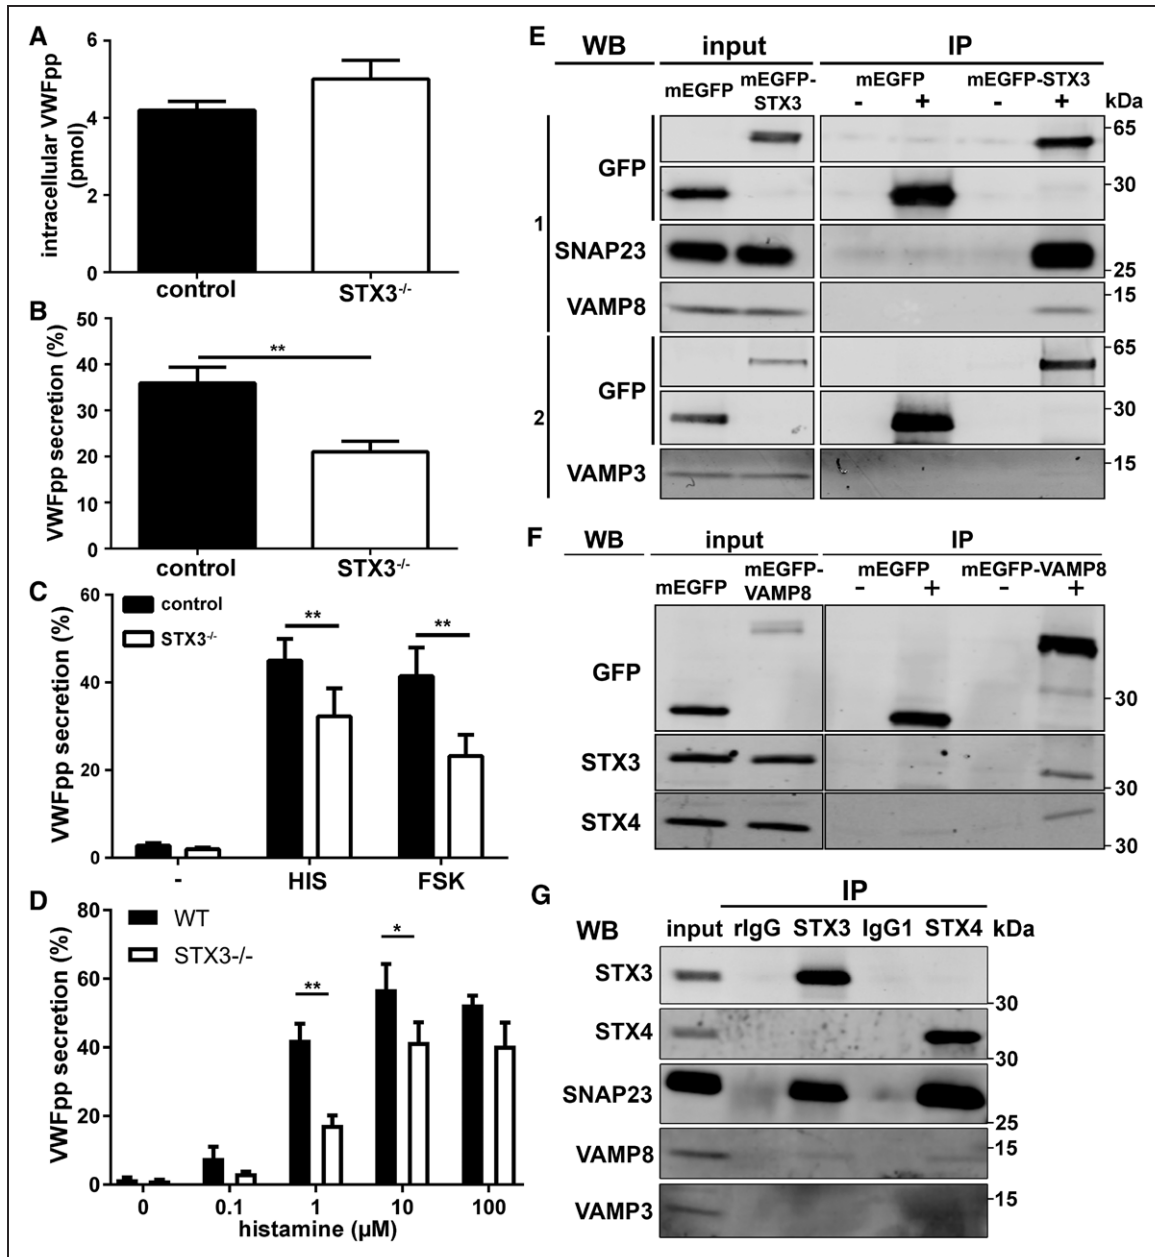 A
6
4
2
0
intracellular VWFpp
(pmol)
control
STX3-/-
B
50
40
30
20
10
0
VWFpp secretion (%)
**
control
STX3-/-
C
60
40
20
0
VWFpp secretion (%)
control
STX3-/-
**
**
-
HIS
FSK
D
80
60
40
20
0
VWFpp secretion (%)
WT
STX3-/-
**
*
0
0.1
1
10
100
histamine (µM)
E
WB
input
IP
mEGFP
mEGFP-
STX3
mEGFP
mEGFP-STX3
- + - +
kDa
1
GFP
65
30
SNAP23
25
VAMP8
15
2
GFP
65
30
VAMP3
15
F
WB
input
IP
mEGFP
mEGFP-
VAMP8
mEGFP
mEGFP-VAMP8
- + - +
GFP
30
STX3
30
STX4
30
G
IP
WB input rIgG STX3 IgG1 STX4 kDa
STX3
30
STX4
30
SNAP23
25
VAMP8
15
VAMP3
15